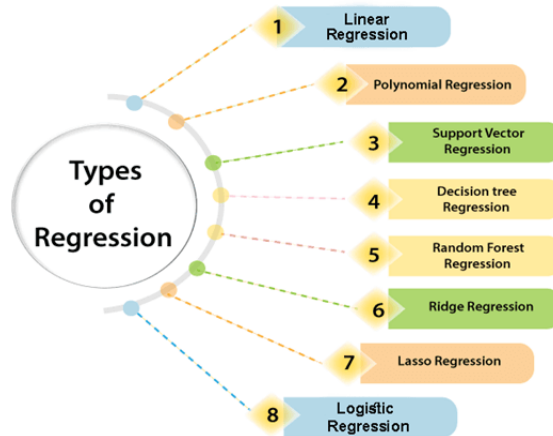 1
Linear
Regression
2
Polynomial Regression
3
Support Vector
Regression
Types
of
Regression
4
Decision tree
Regression
5
Random Forest
Regression
6
Ridge Regression
7
Lasso Regression
8
Logistic
Regression